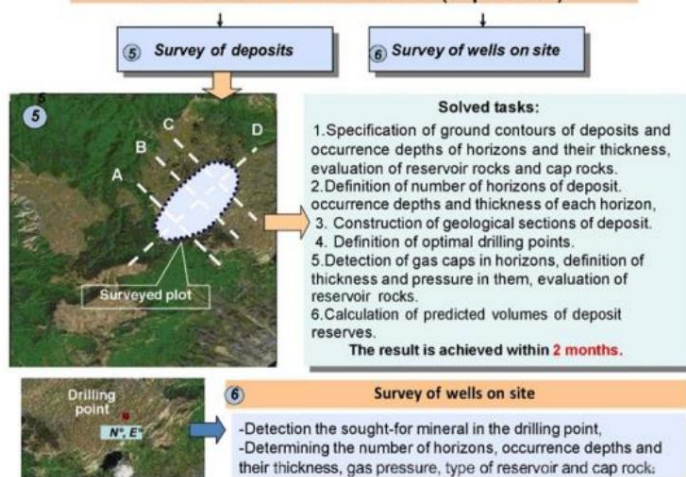 5 Survey of deposits
6 Survey of wells on site
5
A
B
C
D
Surveyed plot
Solved tasks:
1.Specification of ground contours of deposits and
occurrence depths of horizons and their thickness,
evaluation of reservoir rocks and cap rocks.
2.Definition of number of horizons of deposit.
occurrence depths and thickness of each horizon,
3. Construction of geological sections of deposit.
4. Definition of optimal drilling points.
5.Detection of gas caps in horizons, definition of
thickness and pressure in them, evaluation of
reservoir rocks.
6.Calculation of predicted volumes of deposit
reserves.
The result is achieved within 2 months.
Drilling
point
N°, E°
6 Survey of wells on site
-Detection the sought-for mineral in the drilling point,
-Determining the number of horizons, occurrence depths and
their thickness, gas pressure, type of reservoir and cap rock.